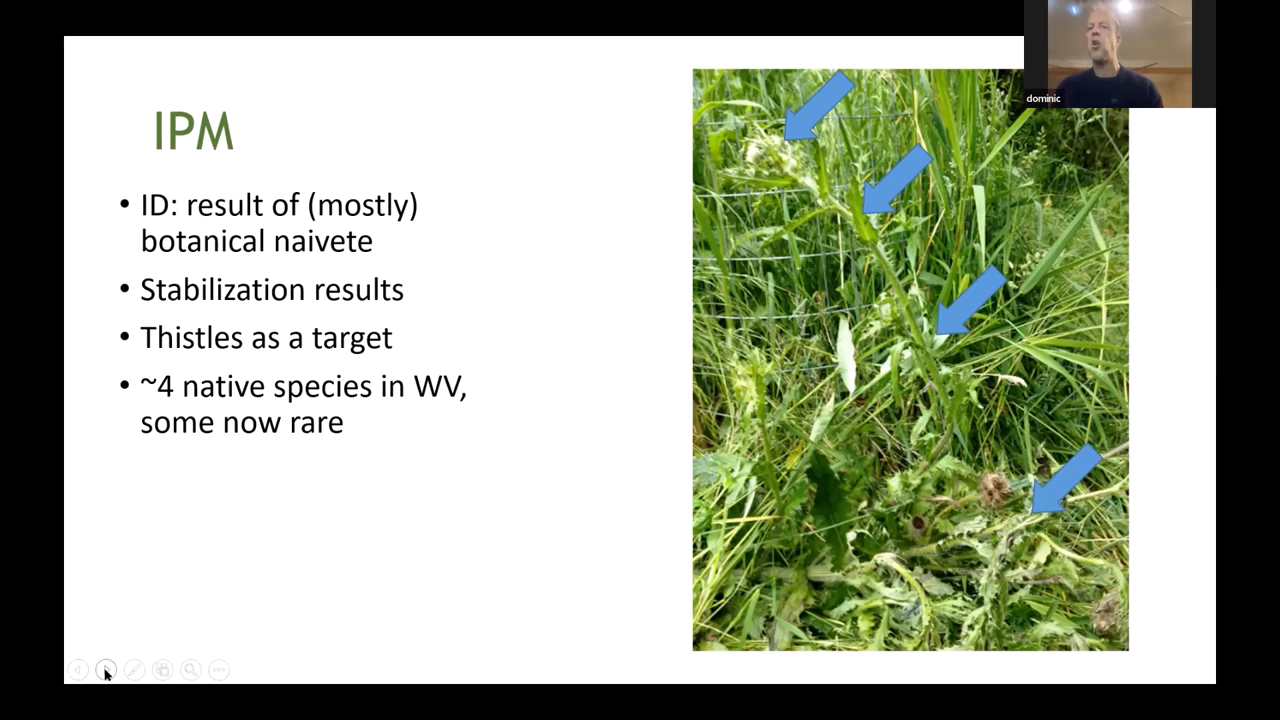 dominic
IPM
• ID: result of (mostly)
botanical naivete
• Stabilization results
• Thistles as a target
• ~4 native species in WV,
some now rare